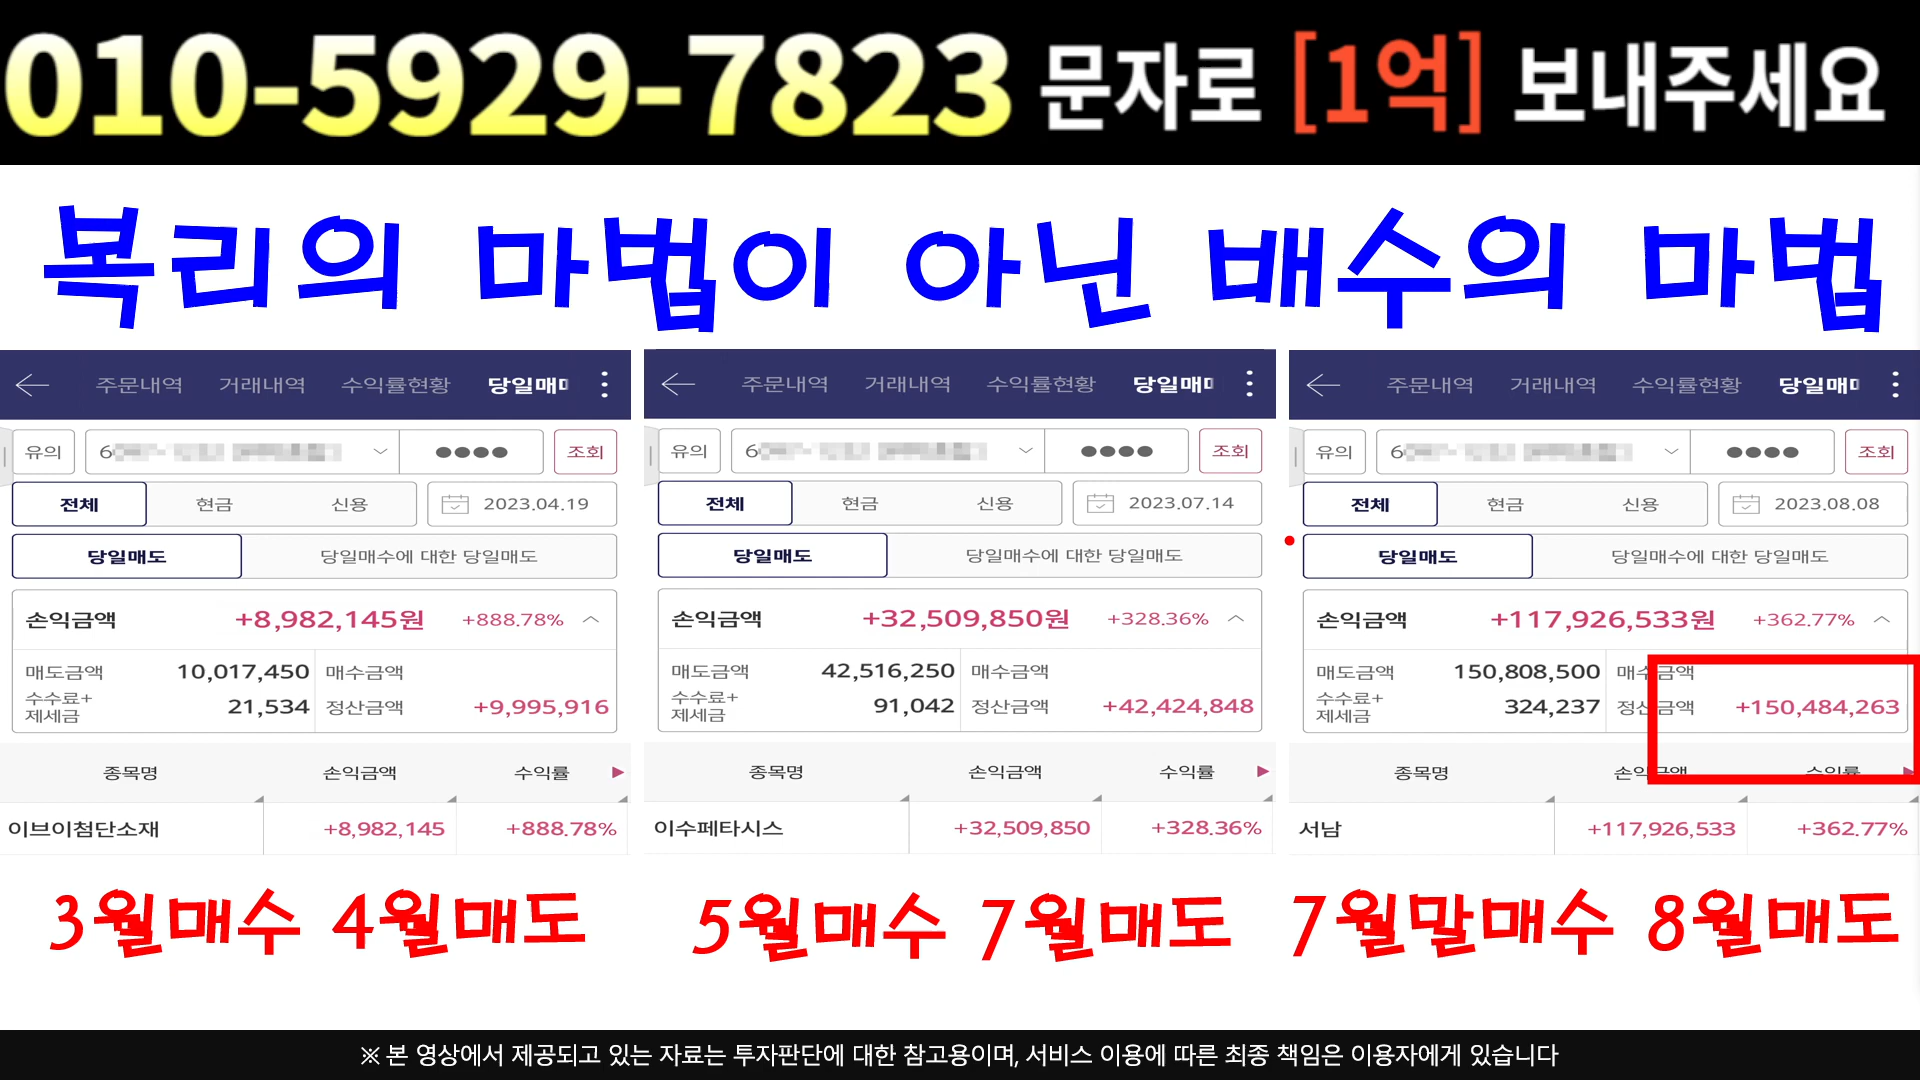 010-5929-7823 문자로 [1억] 보내주세요
복리의 마법이 아닌 배수의 마법
주문내역 거래내역 수익률현황 당일매매
유의 6 조회
전체 현금 신용 2023.04.19
당일매도 당일매수에 대한 당일매도
손익금액 +8,982,145원 +888.78%
매도금액 10,017,450 매수금액
수수료+
제세금 21,534 정산금액 +9,995,916
종목명 손익금액 수익률
이브이첨단소재 +8,982,145 +888.78%
3월매수 4월매도
주문내역 거래내역 수익률현황 당일매매
유의 6 조회
전체 현금 신용 2023.07.14
당일매도 당일매수에 대한 당일매도
손익금액 +32,509,850원 +328.36%
매도금액 42,516,250 매수금액
수수료+
제세금 91,042 정산금액 +42,424,848
종목명 손익금액 수익률
이수페타시스 +32,509,850 +328.36%
5월매수 7월매도
주문내역 거래내역 수익률현황 당일매매
유의 6 조회
전체 현금 신용 2023.08.08
당일매도 당일매수에 대한 당일매도
손익금액 +117,926,533원 +362.77%
매도금액 150,808,500 매수금액
수수료+
제세금 324,237 정산금액 +150,484,263
종목명 손익금액 수익률
서남 +117,926,533 +362.77%
7월말매수 8월매도
※ 본 영상에서 제공되고 있는 자료는 투자판단에 대한 참고용이며, 서비스 이용에 따른 최종 책임은 이용자에게 있습니다